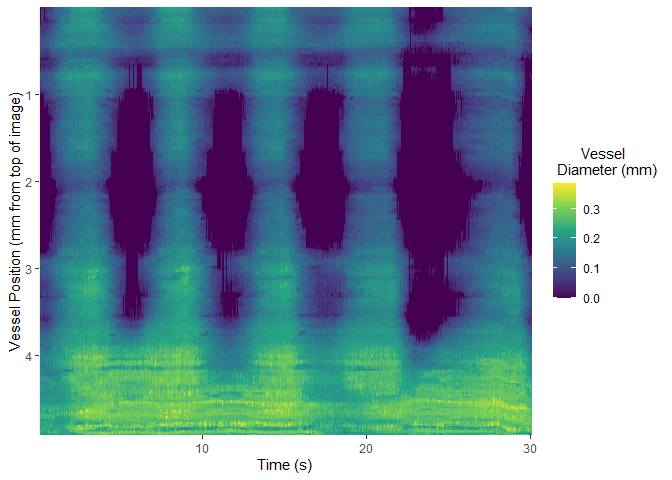 Vessel Position (mm from top of image)
1
2
3
4
10
20
30
Time (s)
Vessel
Diameter (mm)
0.3
0.2
0.1
0.0